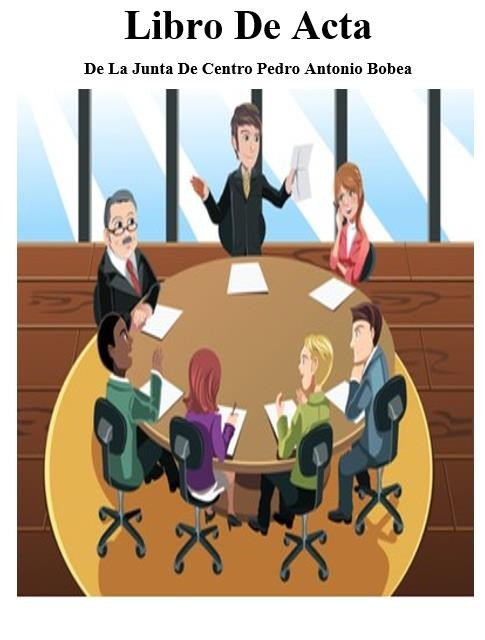 Libro De Acta
De La Junta De Centro Pedro Antonio Bobea